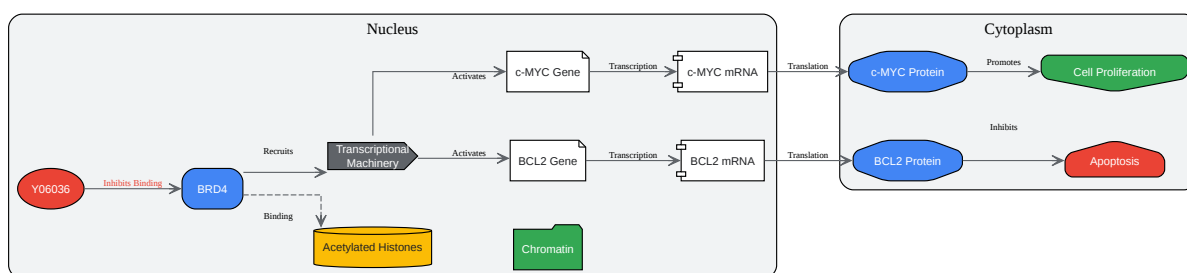 Nucleus
Cytoplasm
c-MYC Gene
Transcription
c-MYC mRNA
Translation
c-MYC Protein
Promotes
Cell Proliferation
Activates
Recruits
Transcriptional
Machinery
Activates
BCL2 Gene
Transcription
BCL2 mRNA
Translation
BCL2 Protein
Inhibits
Apoptosis
Y06036
Inhibits Binding
BRD4
Binding
Acetylated Histones
Chromatin